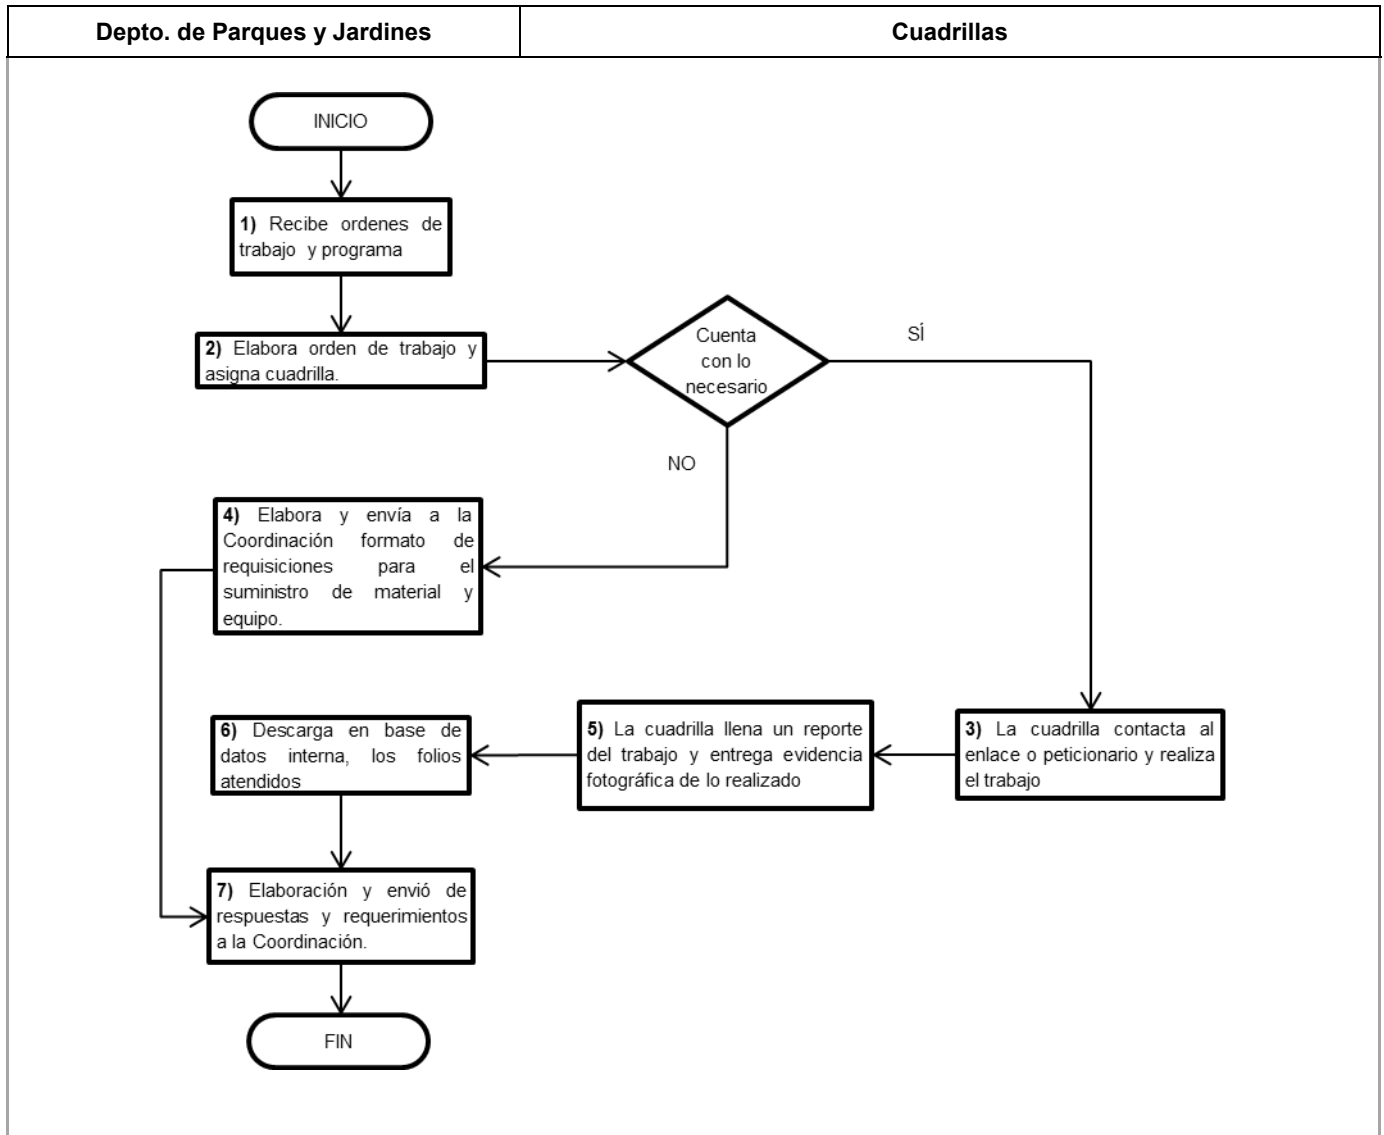 Depto. de Parques y Jardines
Cuadrillas
INICIO
1) Recibe ordenes de
trabajo y programa
2) Elabora orden de trabajo y
asigna cuadrilla.
Cuenta
con lo
necesario
SÍ
NO
4) Elabora y envía a la
Coordinación formato de
requisiciones para el
suministro de material y
equipo.
6) Descarga en base de
datos interna, los folios
atendidos
5) La cuadrilla llena un reporte
del trabajo y entrega evidencia
fotográfica de lo realizado
3) La cuadrilla contacta al
enlace o peticionario y realiza
el trabajo
7) Elaboración y envió de
respuestas y requerimientos
a la Coordinación.
FIN